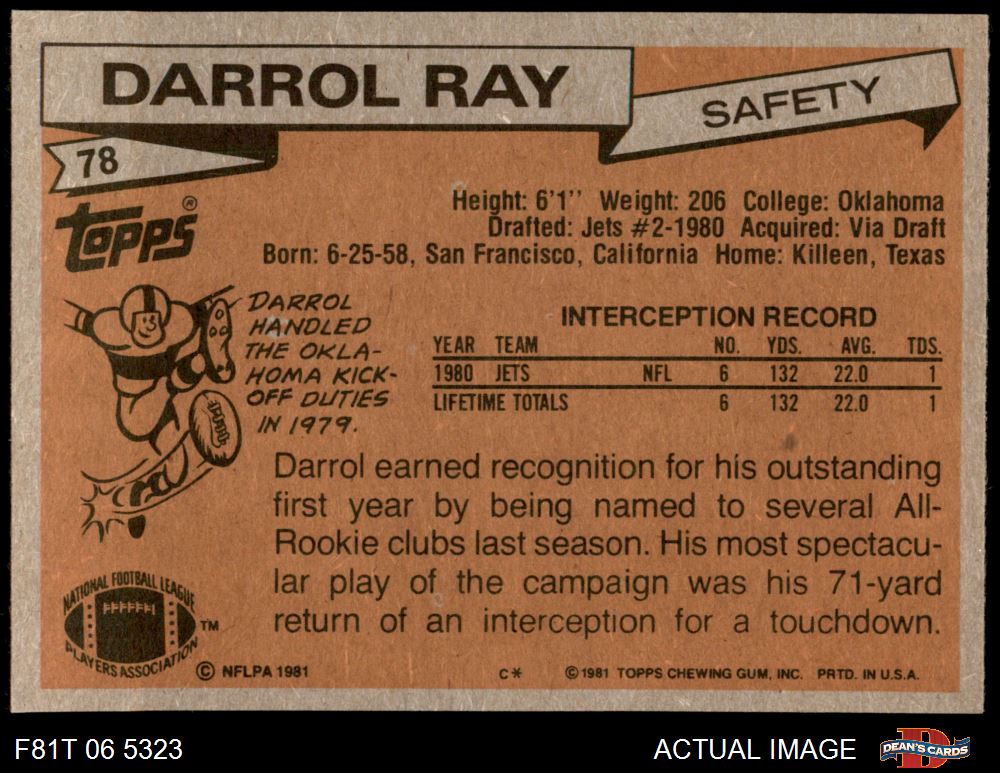 DARROL RAY
SAFETY
78
TOPPS®
Height: 6'1'' Weight: 206 College: Oklahoma
Drafted: Jets #2-1980 Acquired: Via Draft
Born: 6-25-58, San Francisco, California Home: Killeen, Texas
DARROL
HANDLED
THE OKLA-
HOMA KICK-
OFF DUTIES
IN 1979.
INTERCEPTION RECORD
YEAR TEAM NO. YDS. AVG. TDS.
1980 JETS NFL 6 132 22.0 1
LIFETIME TOTALS 6 132 22.0 1
Darrol earned recognition for his outstanding
first year by being named to several All-
Rookie clubs last season. His most spectacu-
lar play of the campaign was his 71-yard
return of an interception for a touchdown.
NATIONAL FOOTBALL LEAGUE
PLAYERS ASSOCIATION
TM
© NFLPA 1981
C*
© 1981 TOPPS CHEWING GUM, INC. PRTD. IN U.S.A.
F81T 06 5323
ACTUAL IMAGE
DEAN'S CARDS